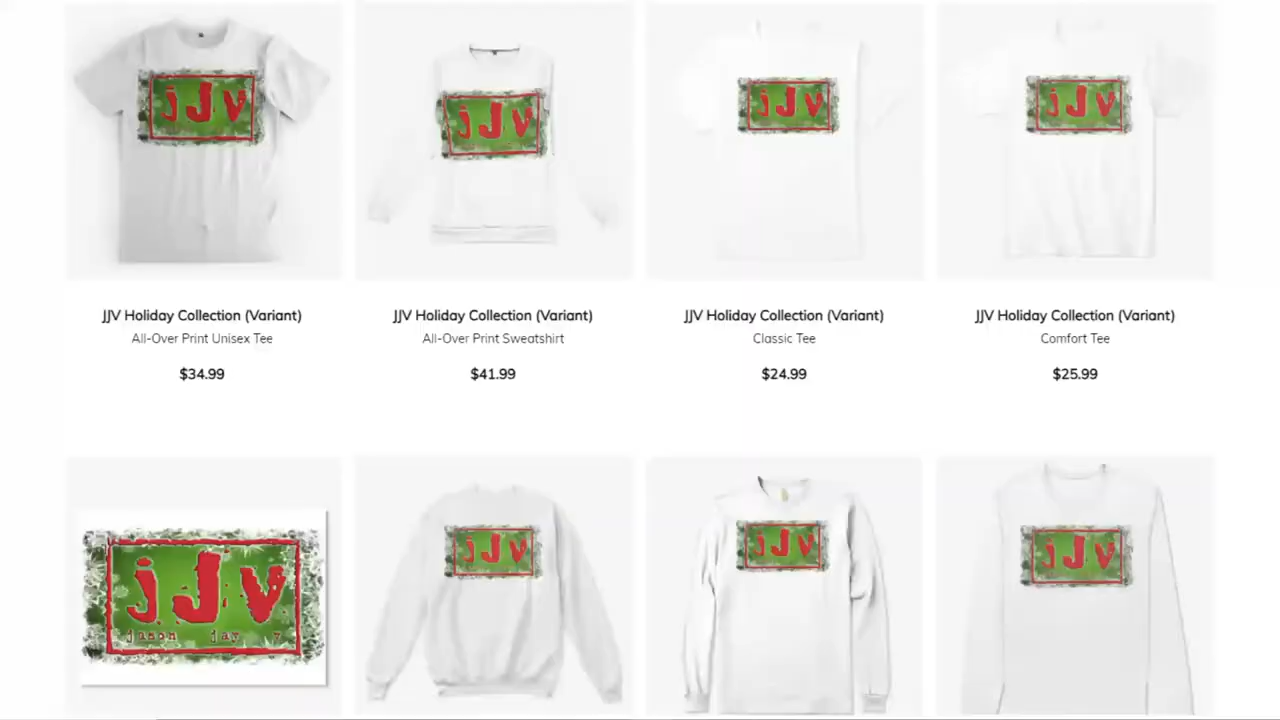 jJv
jJv
jJv
jJv
JJV Holiday Collection (Variant)
JJV Holiday Collection (Variant)
JJV Holiday Collection (Variant)
JJV Holiday Collection (Variant)
All-Over Print Unisex Tee
All-Over Print Sweatshirt
Classic Tee
Comfort Tee
$34.99
$41.99
$24.99
$25.99
jJv
jason jay v
jJv
jJv
jJv